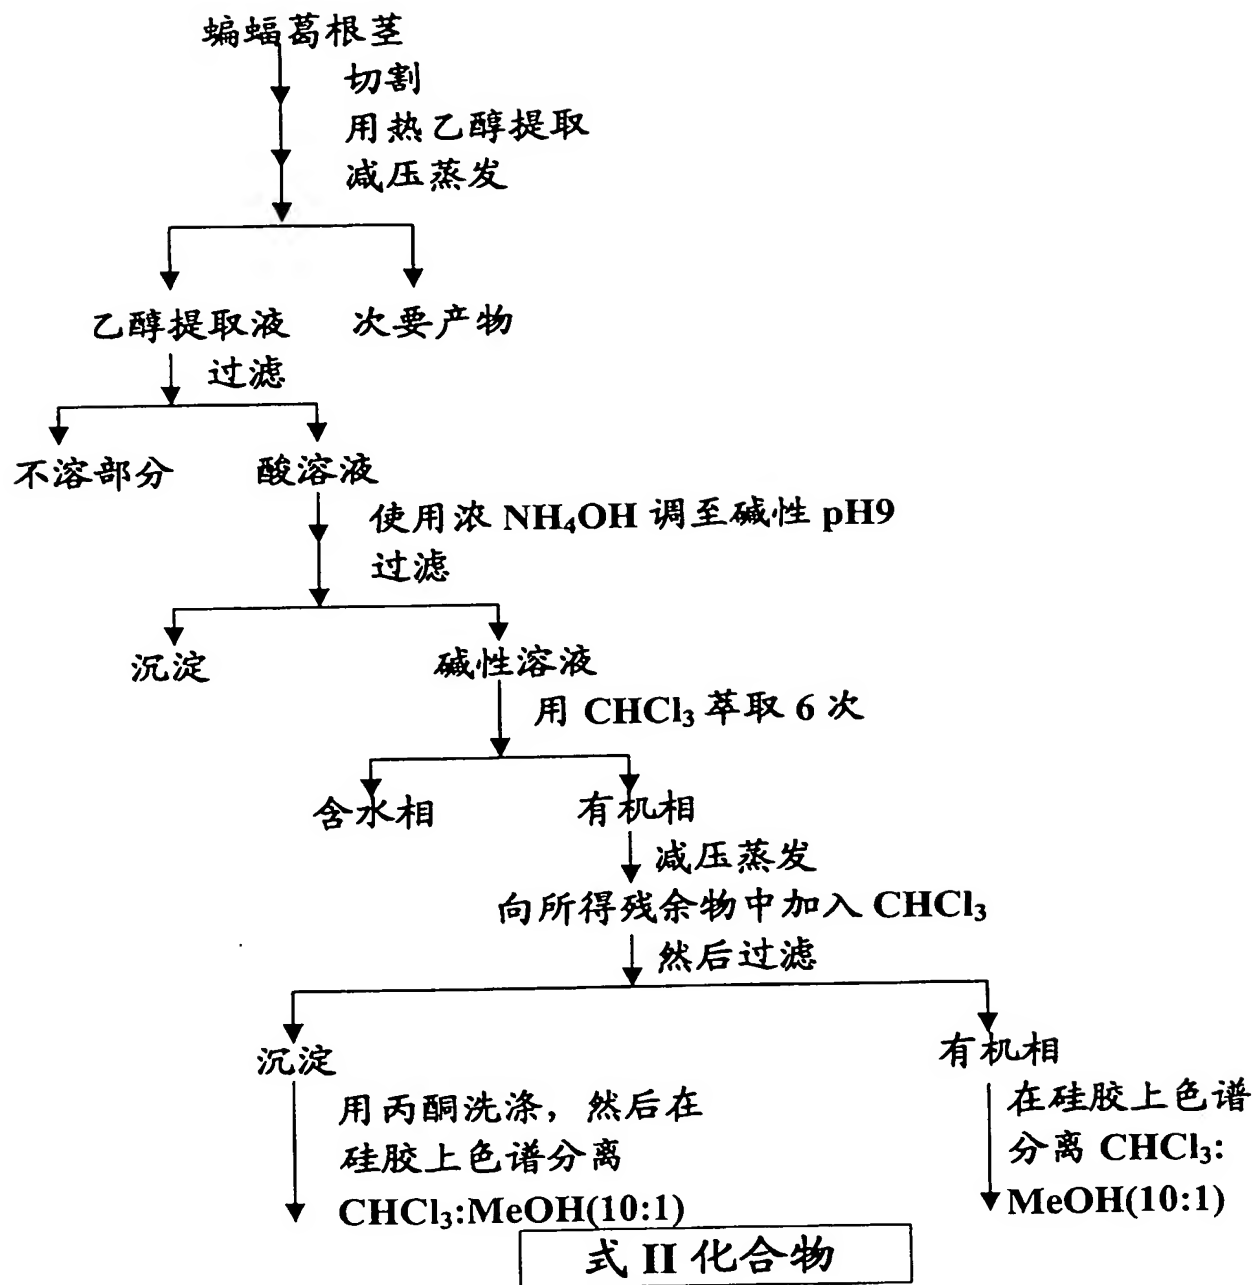 蝙蝠葛根茎
切割
用热乙醇提取
减压蒸发
乙醇提取液
次要产物
过滤
不溶部分
酸溶液
使用浓 NH₄OH 调至碱性 pH9
过滤
沉淀
碱性溶液
用 CHCl₃ 萃取 6 次
含水相
有机相
减压蒸发
向所得残余物中加入 CHCl₃
然后过滤
沉淀
有机相
用丙酮洗涤，然后在
硅胶上色谱分离
CHCl₃:MeOH(10:1)
在硅胶上色谱
分离 CHCl₃:
MeOH(10:1)
式 II 化合物